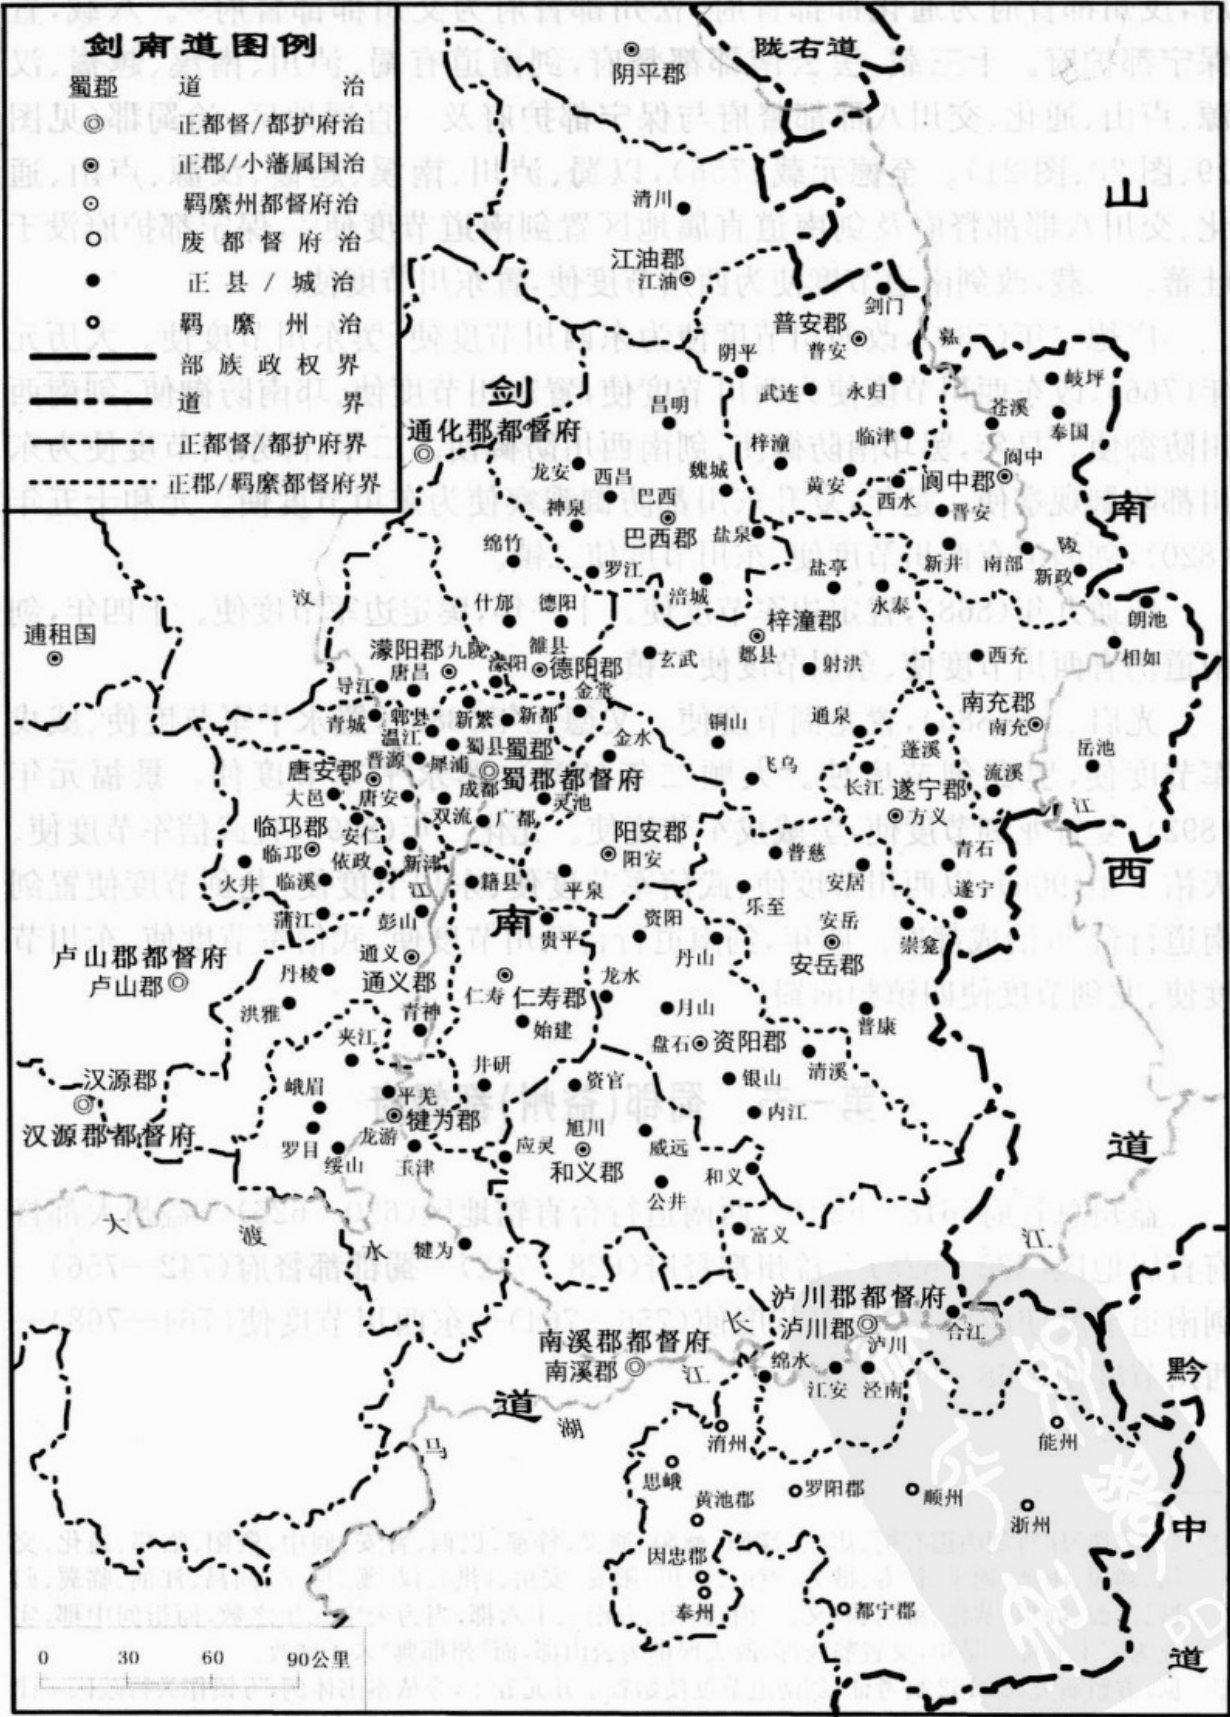 剑南道图例
蜀郡 道治
正都督/都护府治
正郡/小藩属国治
羁縻州都督府治
废都督府治
正县/城治
羁縻州治
部族政权界
道界
正都督/都护府界
正郡/羁縻都督府界
陇右道
阴平郡
山
清川
江油郡
江油
剑门
普安郡
普安
嘉
阴平
武连
永归
岐坪
苍溪
奉国
剑
昌明
通化郡都督府
梓潼
临津
阆中
龙安
西昌
魏城
黄安
西水
阆中郡
巴西
晋安
南
神泉
巴西郡
盐泉
绵竹
罗江
新井
南部
陵
新政
盐亭
涪城
永泰
什邡
德阳
梓潼郡
朗池
通租国
濛阳郡
九陇
雒县
玄武
郪县
射洪
西充
相如
唐昌
濛阳
德阳郡
导江
金堂
南充郡
青城
郫县
新繁
新都
铜山
通泉
南充
温江
蜀县
蜀郡
金水
蓬溪
岳池
晋源
犀浦
唐安郡
成都
蜀郡都督府
飞乌
长江
遂宁郡
流溪
大邑
唐安
灵池
江
双流
广都
方义
临邛郡
安仁
阳安郡
临邛
依政
新津
阳安
普慈
青石
西
火井
临溪
江
籍县
平泉
安居
遂宁
蒲江
彭山
南
乐至
资阳
安岳
崇龛
贵平
卢山郡都督府
通义
丹山
安岳郡
卢山郡
丹棱
通义郡
龙水
仁寿
仁寿郡
洪雅
青神
始建
月山
普康
夹江
盘石
资阳郡
清溪
汉源郡
井研
峨眉
平羌
资官
银山
犍为郡
内江
汉源郡都督府
龙游
旭川
罗目
应灵
威远
道
绥山
玉津
和义郡
和义
公井
大
渡
水
犍为
富义
江
泸川郡都督府
泸川郡
合江
南溪郡都督府
长
泸川
南溪郡
江
绵水
江安
泾南
黔
道
湖
马
淯州
能州
思峨
黄池郡
罗阳郡
顺州
浙州
中
因忠郡
奉州
都宁郡
道
0 30 60 90公里